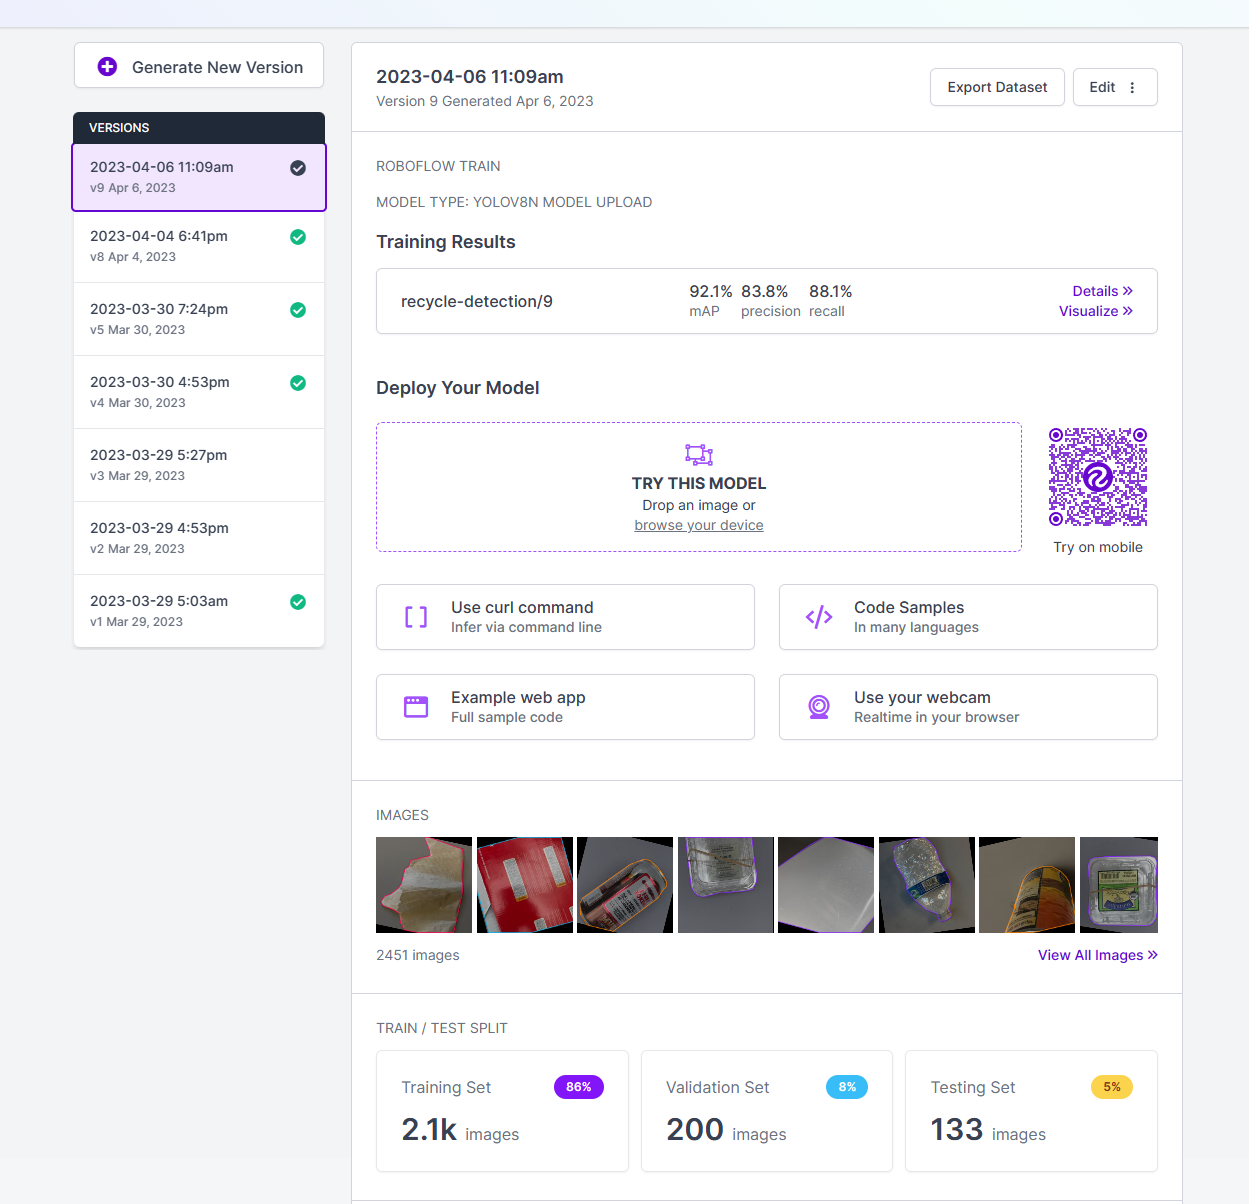 Generate New Version
VERSIONS
2023-04-06 11:09am
v9 Apr 6, 2023
2023-04-04 6:41pm
v8 Apr 4, 2023
2023-03-30 7:24pm
v5 Mar 30, 2023
2023-03-30 4:53pm
v4 Mar 30, 2023
2023-03-29 5:27pm
v3 Mar 29, 2023
2023-03-29 4:53pm
v2 Mar 29, 2023
2023-03-29 5:03am
v1 Mar 29, 2023
2023-04-06 11:09am
Version 9 Generated Apr 6, 2023
Export Dataset
Edit
ROBOFLOW TRAIN
MODEL TYPE: YOLOV8N MODEL UPLOAD
Training Results
recycle-detection/9
92.1% 83.8% 88.1%
mAP precision recall
Details
Visualize
Deploy Your Model
TRY THIS MODEL
Drop an image or
browse your device
Try on mobile
Use curl command
Infer via command line
Code Samples
In many languages
Example web app
Full sample code
Use your webcam
Realtime in your browser
IMAGES
2451 images
View All Images
TRAIN / TEST SPLIT
Training Set
86%
2.1k images
Validation Set
8%
200 images
Testing Set
5%
133 images